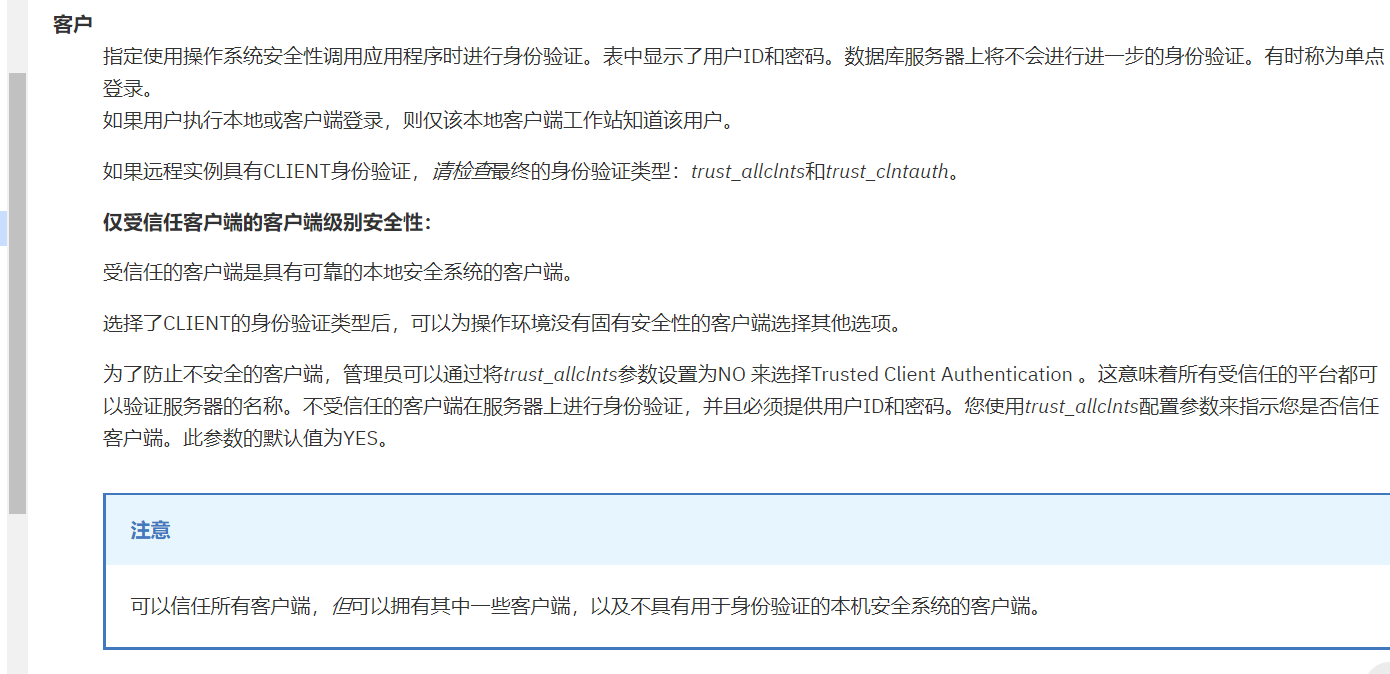 客户
指定使用操作系统安全性调用应用程序时进行身份验证。表中显示了用户ID和密码。数据库服务器上将不会进行进一步的身份验证。有时称为单点
登录。
如果用户执行本地或客户端登录，则仅该本地客户端工作站知道该用户。
如果远程实例具有CLIENT身份验证，请检查最终的身份验证类型：trust_allclnts和trust_clntauth。
仅受信任客户端的客户端级别安全性：
受信任的客户端是具有可靠的本地安全系统的客户端。
选择了CLIENT的身份验证类型后，可以为操作环境没有固有安全性的客户端选择其他选项。
为了防止不安全的客户端，管理员可以通过将trust_allclnts参数设置为NO 来选择Trusted Client Authentication 。这意味着所有受信任的平台都可
以验证服务器的名称。不受信任的客户端在服务器上进行身份验证，并且必须提供用户ID和密码。您使用trust_allclnts配置参数来指示您是否信任
客户端。此参数的默认值为YES。
注意
可以信任所有客户端，但可以拥有其中一些客户端，以及不具有用于身份验证的本机安全系统的客户端。